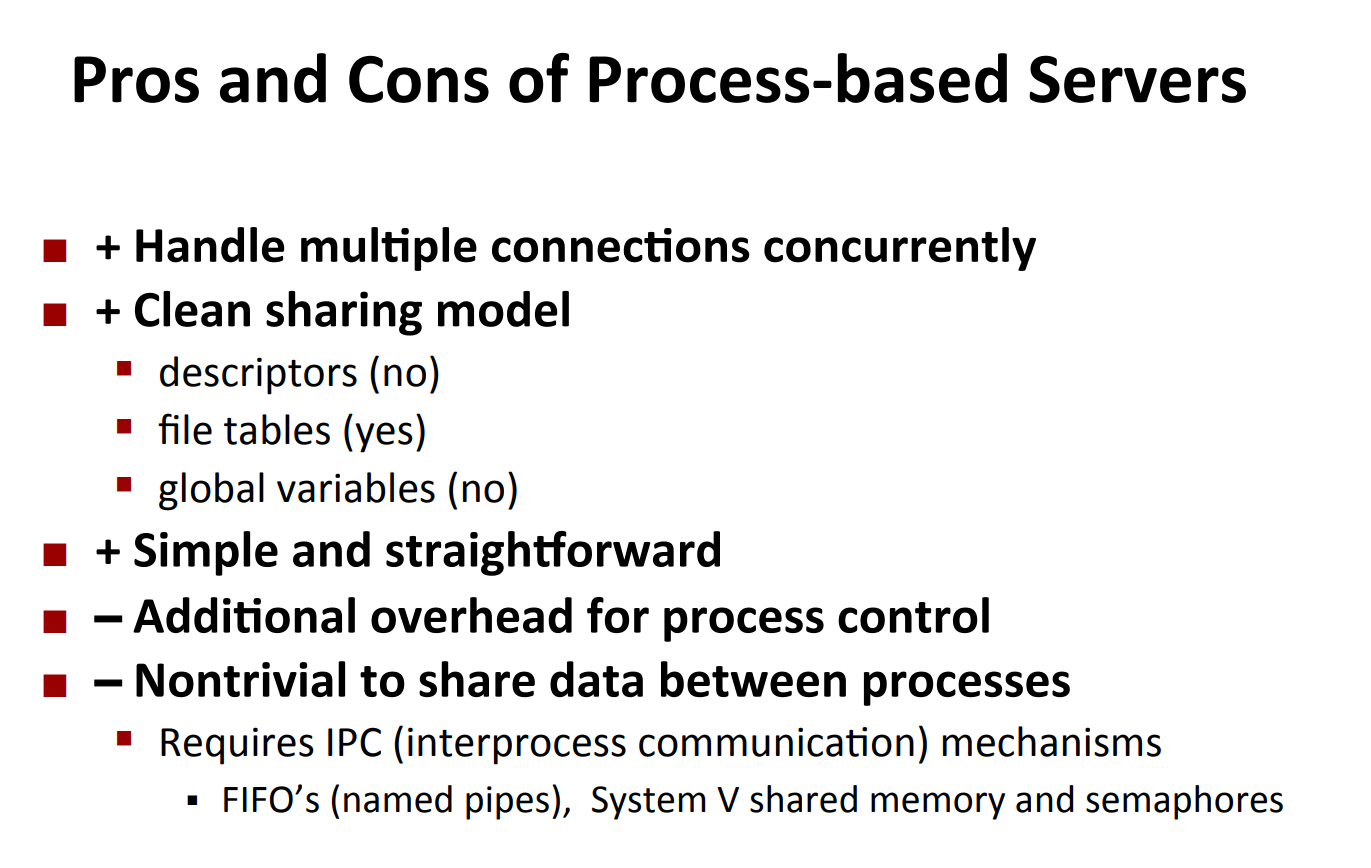 Pros and Cons of Process-based Servers
■ + Handle multiple connections concurrently
■ + Clean sharing model
▪ descriptors (no)
▪ file tables (yes)
▪ global variables (no)
■ + Simple and straightforward
■ – Additional overhead for process control
■ – Nontrivial to share data between processes
▪ Requires IPC (interprocess communication) mechanisms
▪ FIFO’s (named pipes), System V shared memory and semaphores